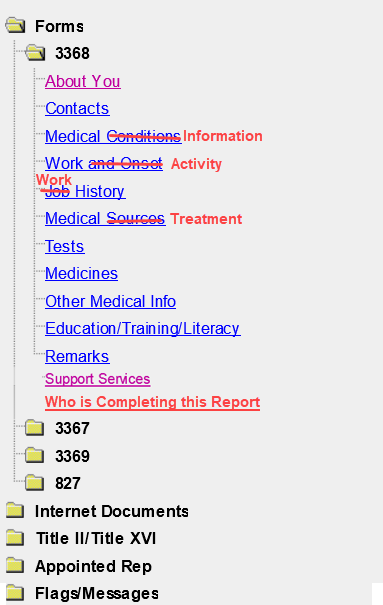 Forms
3368
About You
Contacts
Medical Conditions Information
Work and Onset Activity
Work
Job History
Medical Sources Treatment
Tests
Medicines
Other Medical Info
Education/Training/Literacy
Remarks
Support Services
Who is Completing this Report
3367
3369
827
Internet Documents
Title II/Title XVI
Appointed Rep
Flags/Messages